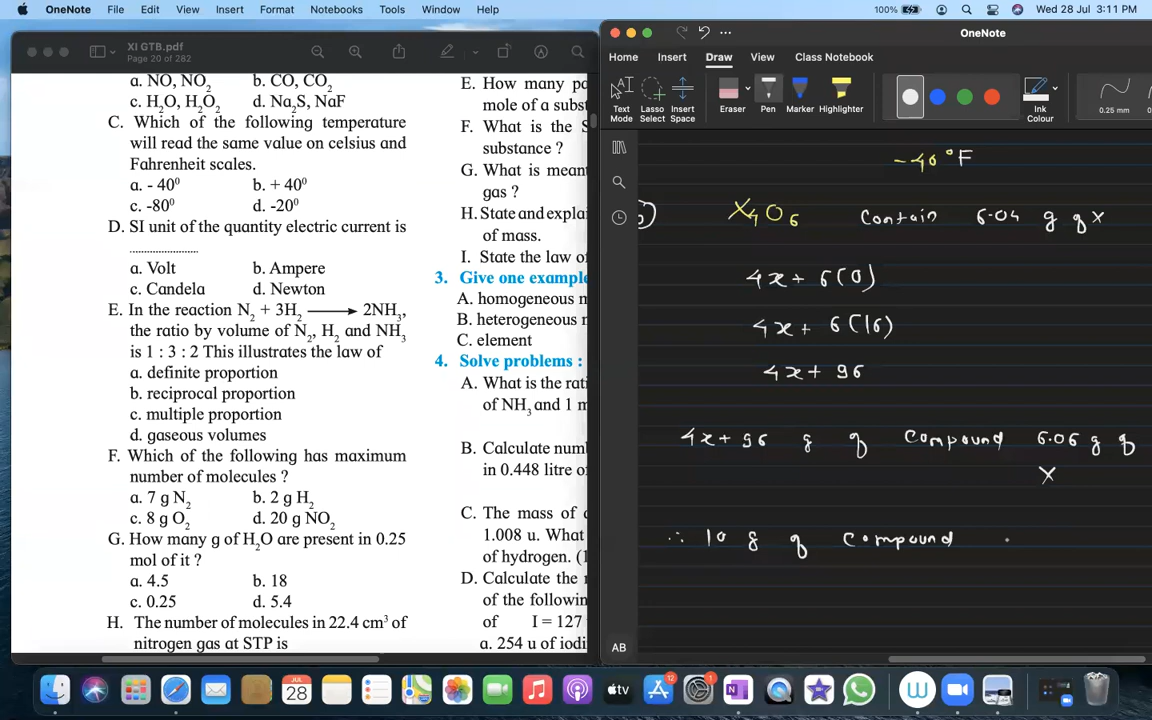 OneNote File Edit View Insert Format Notebooks Tools Window Help 100% Wed 28 Jul 3:11 PM
XI GTB.pdf
Page 20 of 282
a. NO, NO2 b. CO, CO2
c. H2O, H2O2 d. Na2S, NaF
C. Which of the following temperature
will read the same value on celsius and
Fahrenheit scales.
a. - 40⁰ b. + 40⁰
c. -80⁰ d. -20⁰
D. SI unit of the quantity electric current is
........................
a. Volt b. Ampere
c. Candela d. Newton
E. In the reaction N2 + 3H2 ⟶ 2NH3,
the ratio by volume of N2, H2 and NH3
is 1 : 3 : 2 This illustrates the law of
a. definite proportion
b. reciprocal proportion
c. multiple proportion
d. gaseous volumes
F. Which of the following has maximum
number of molecules ?
a. 7 g N2 b. 2 g H2
c. 8 g O2 d. 20 g NO2
G. How many g of H2O are present in 0.25
mol of it ?
a. 4.5 b. 18
c. 0.25 d. 5.4
H. The number of molecules in 22.4 cm³ of
nitrogen gas at STP is
E. How many pa
mole of a subst
F. What is the S
substance ?
G. What is meant
gas ?
H. State and explai
of mass.
I. State the law o
3. Give one example
A. homogeneous m
B. heterogeneous m
C. element
4. Solve problems :
A. What is the rati
of NH3 and 1 m
B. Calculate numb
in 0.448 litre o
C. The mass of a
1.008 u. What
of hydrogen. (1
D. Calculate the n
of the followin
of I = 127
a. 254 u of iodi
OneNote
Home Insert Draw View Class Notebook
Text Mode Lasso Select Insert Space Eraser Pen Marker Highlighter Ink Colour 0.25 mm
-40°F
X4O6 Contain 6.04 g of x
4x + 6(O)
4x + 6(16)
4x + 96
4x + 96 g of Compound 6.06 g of
X
∴ 10 g of Compound
AB
JUL 28 12 1 tv W